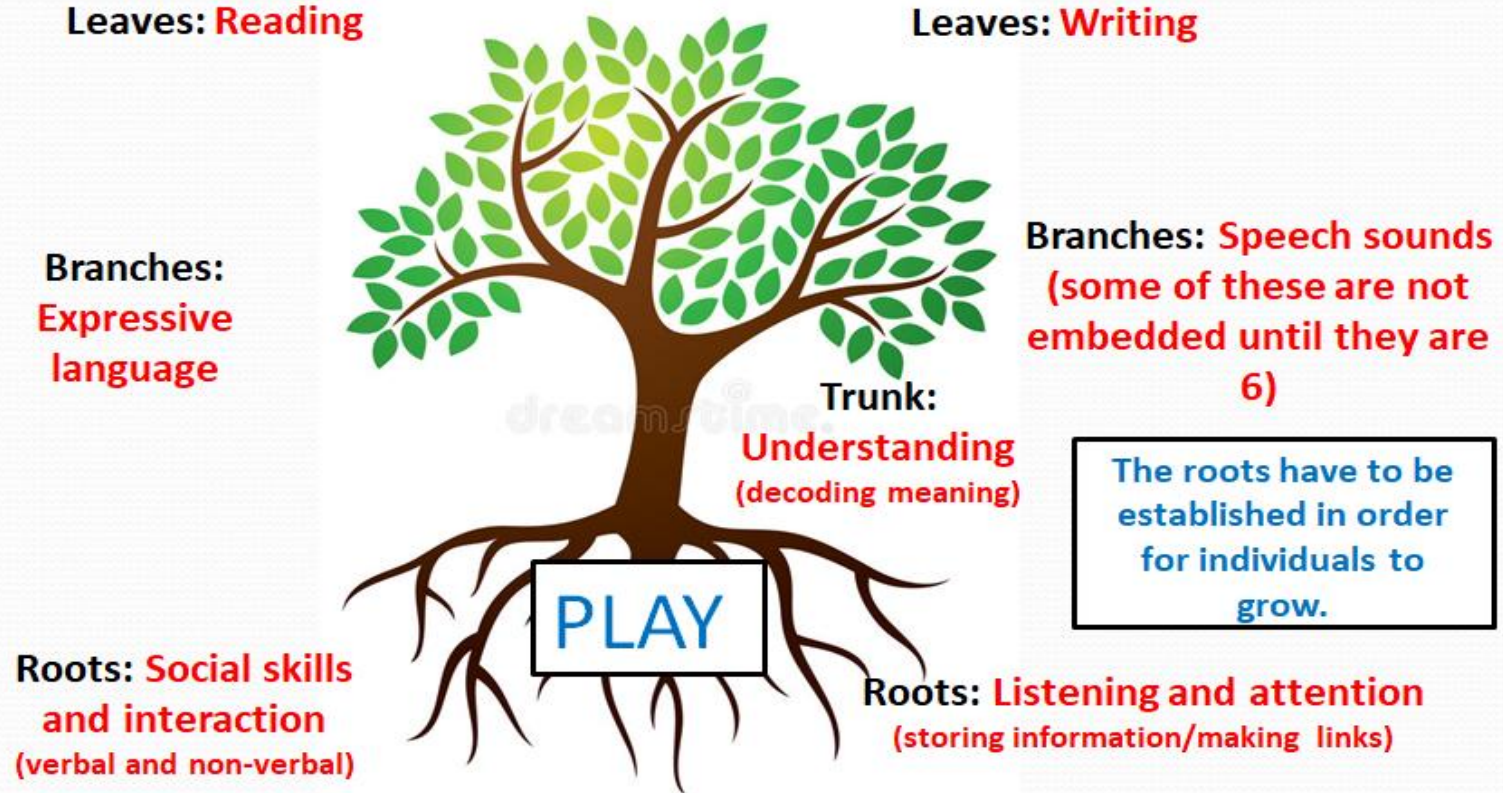 Leaves: Reading
Leaves: Writing
Branches:
Expressive
language
Branches: Speech sounds
(some of these are not
embedded until they are
6)
dreamstime.
Trunk:
Understanding
(decoding meaning)
The roots have to be
established in order
for individuals to
grow.
PLAY
Roots: Social skills
and interaction
(verbal and non-verbal)
Roots: Listening and attention
(storing information/making links)